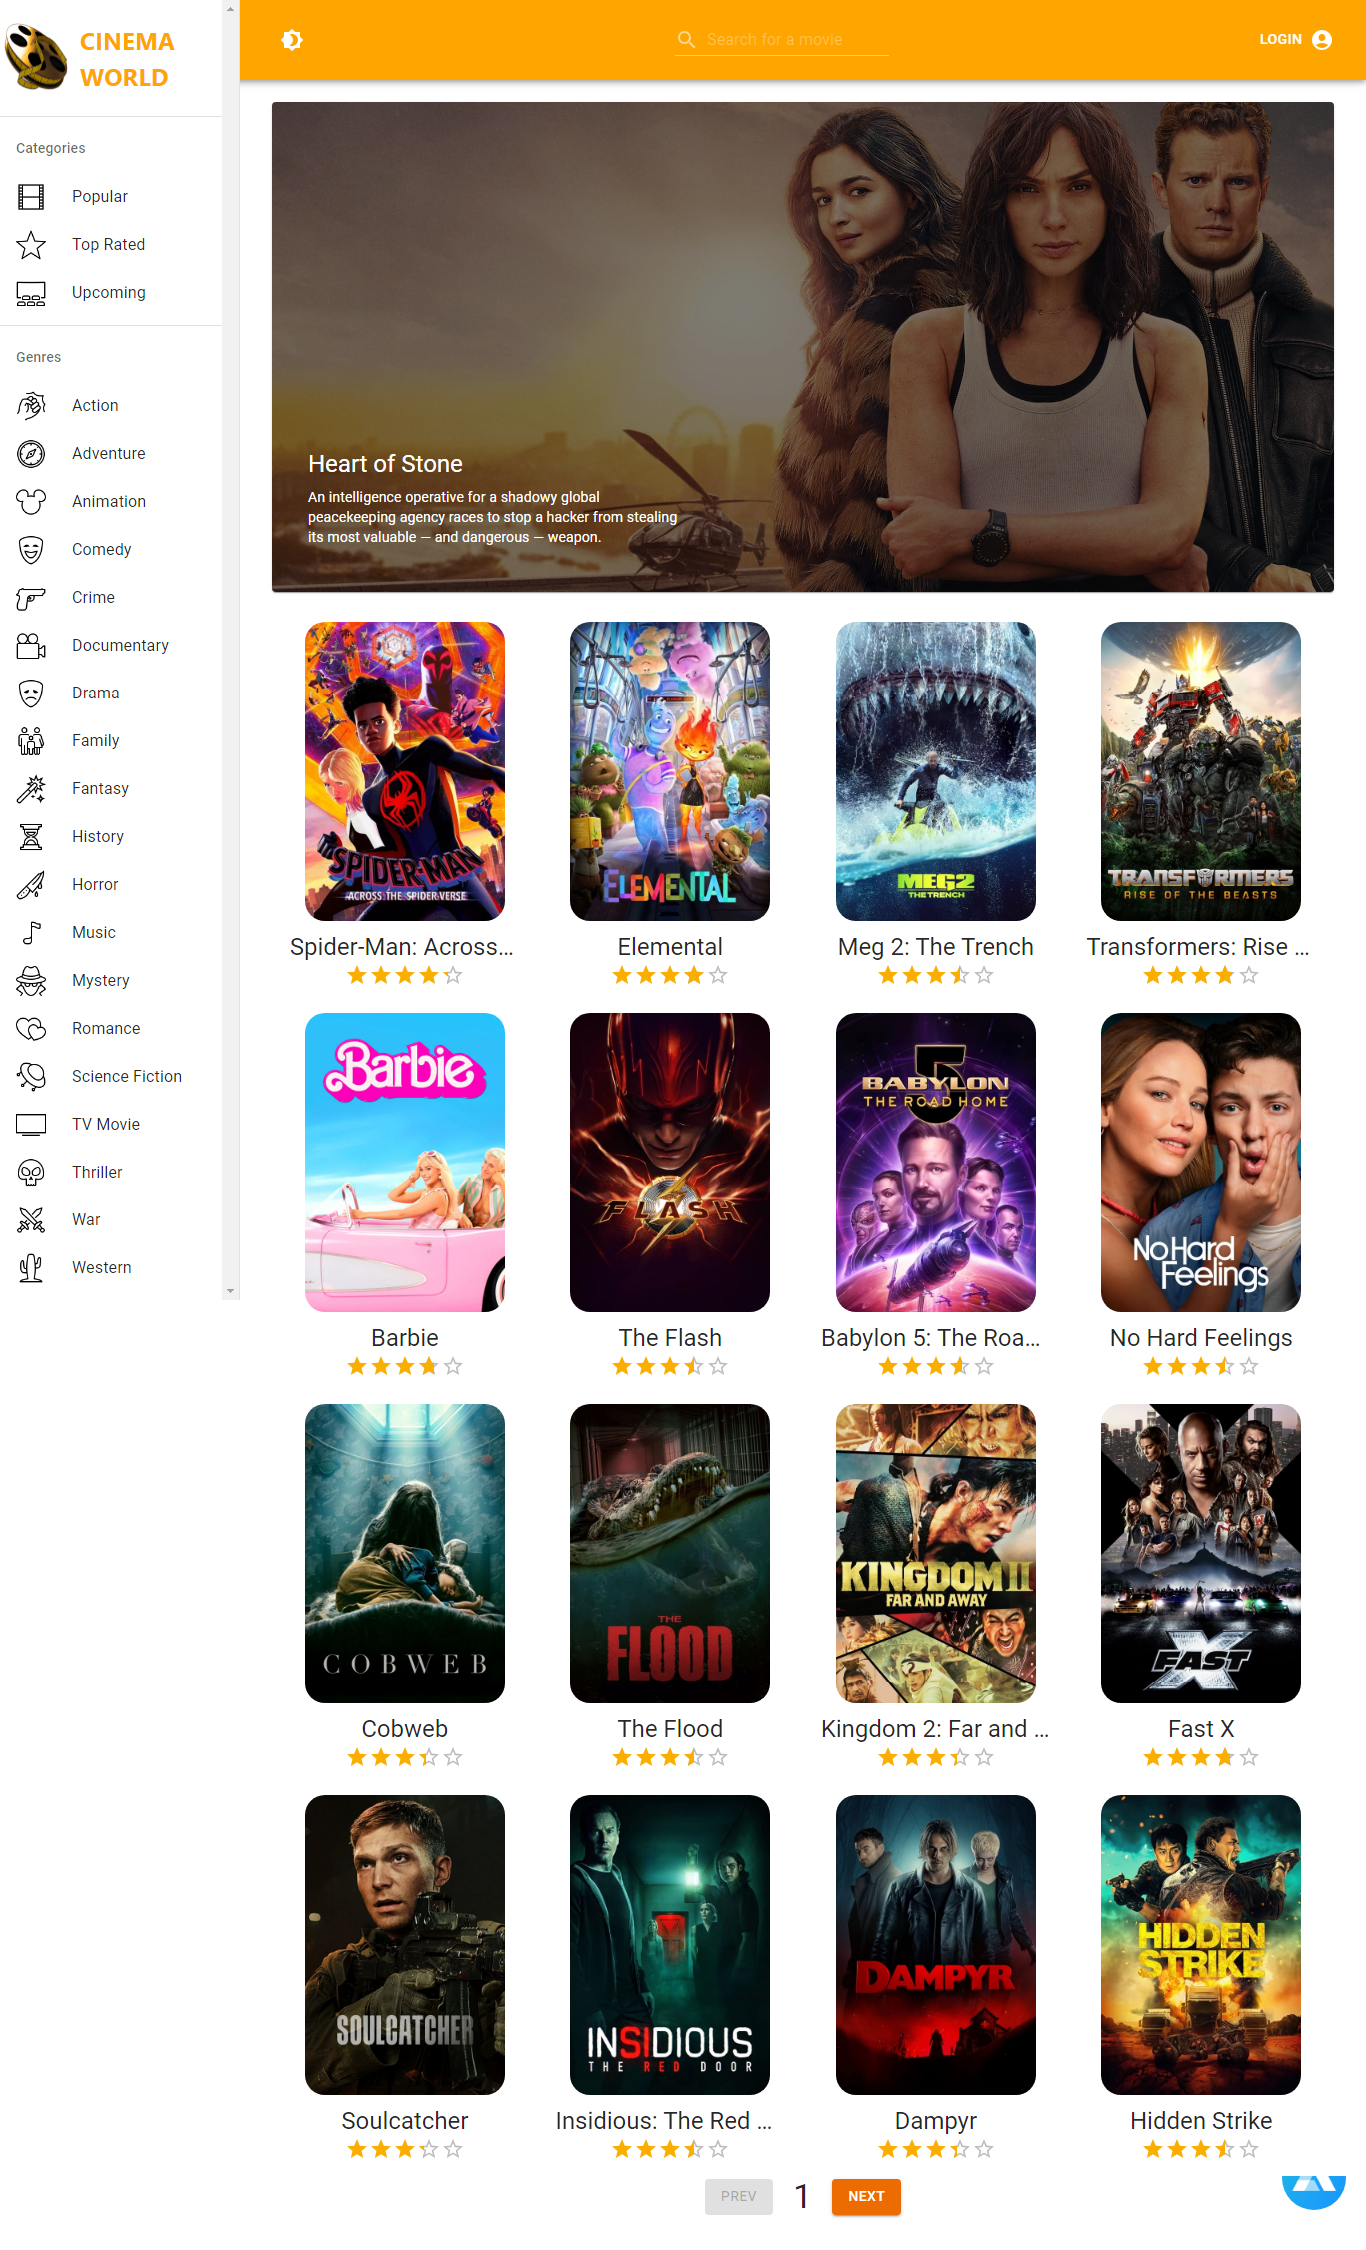 CINEMA
WORLD
Search for a movie
LOGIN
Categories
Popular
Top Rated
Upcoming
Genres
Action
Adventure
Animation
Comedy
Crime
Documentary
Drama
Family
Fantasy
History
Horror
Music
Mystery
Romance
Science Fiction
TV Movie
Thriller
War
Western
Heart of Stone
An intelligence operative for a shadowy global
peacekeeping agency races to stop a hacker from stealing
its most valuable — and dangerous — weapon.
SPIDER-MAN
ACROSS THE SPIDER-VERSE
ELEMENTAL
MEG2
THE TRENCH
TRANSFORMERS
RISE OF THE BEASTS
Spider-Man: Across...
Elemental
Meg 2: The Trench
Transformers: Rise ...
Barbie
FLASH
BABYLON
5
THE ROAD HOME
No Hard
Feelings
Barbie
The Flash
Babylon 5: The Roa...
No Hard Feelings
COBWEB
THE
FLOOD
KINGDOM II
FAR AND AWAY
FAST X
Cobweb
The Flood
Kingdom 2: Far and ...
Fast X
SOULCATCHER
INSIDIOUS
THE RED DOOR
DAMPYR
HIDDEN
STRIKE
Soulcatcher
Insidious: The Red ...
Dampyr
Hidden Strike
PREV
1
NEXT